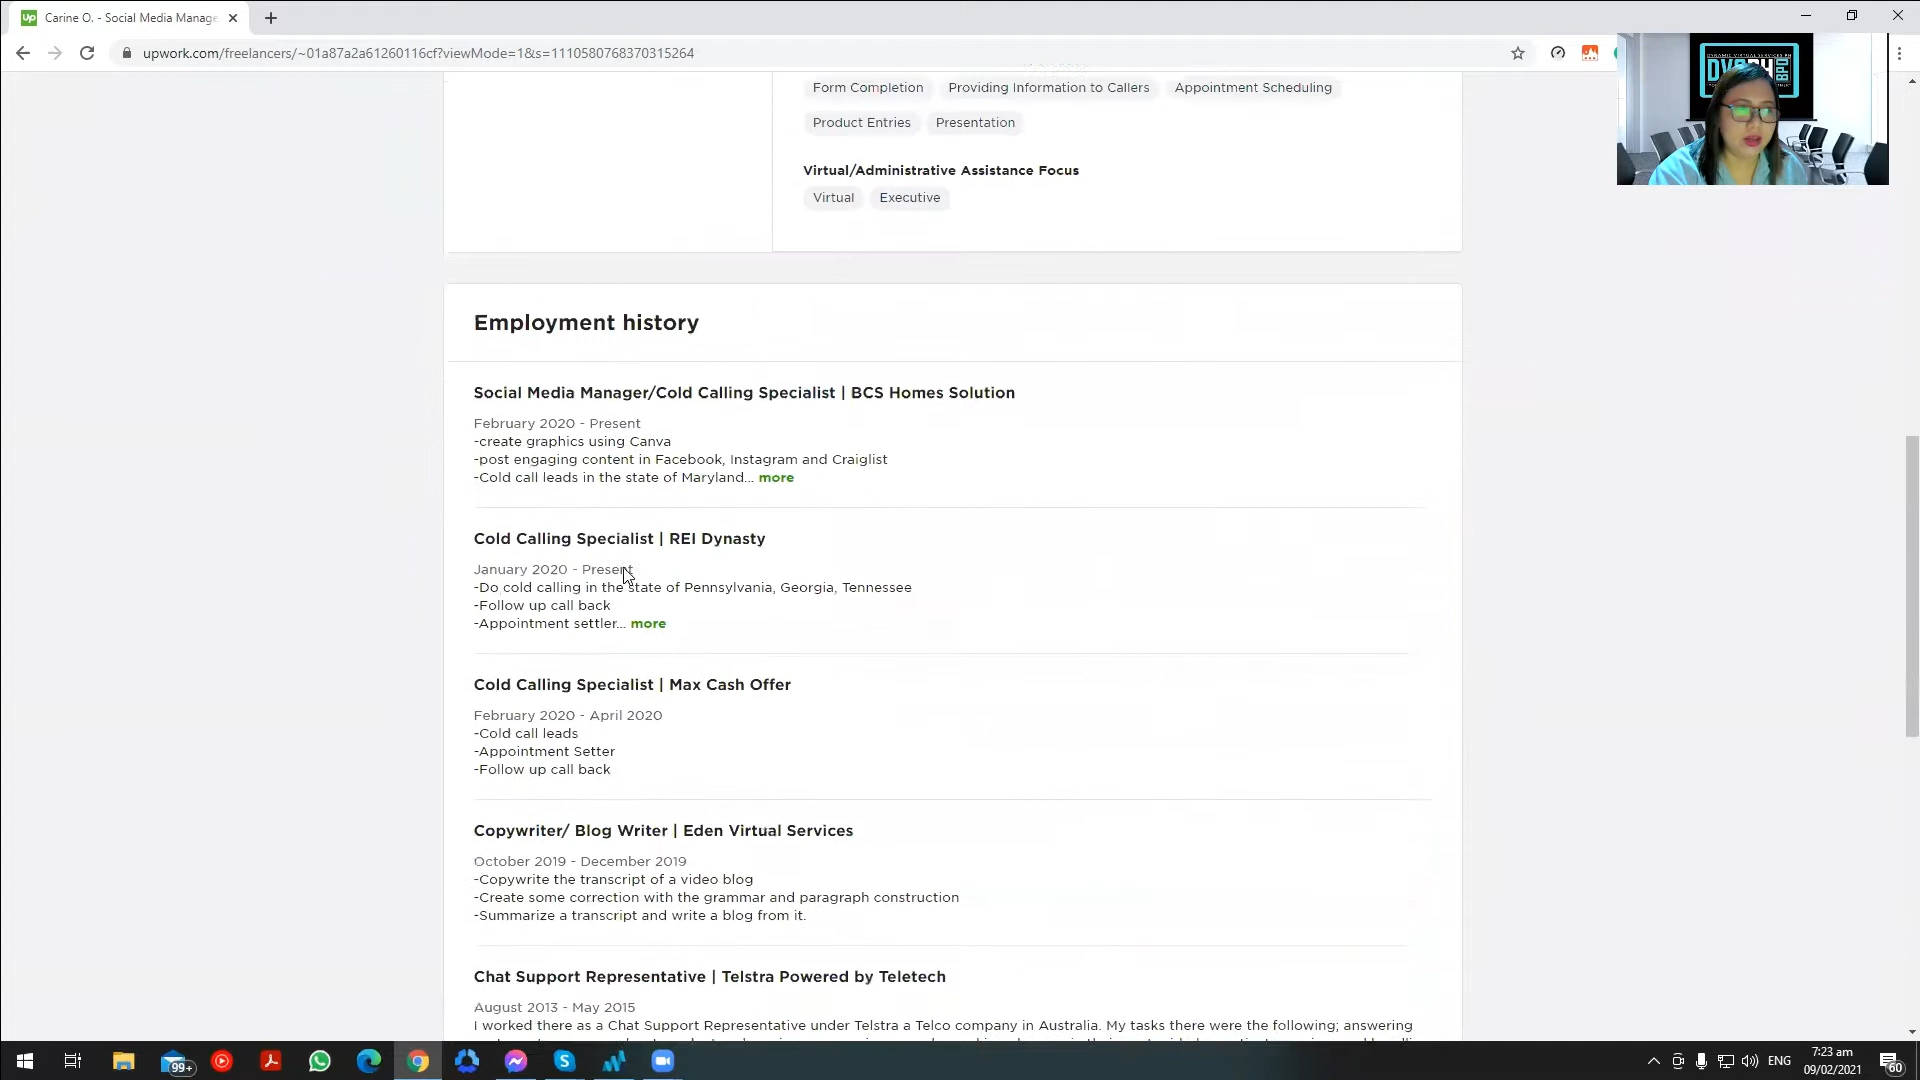 Up Carine O. - Social Media Manage
upwork.com/freelancers/~01a87a2a61260116cf?viewMode=1&s=1110580768370315264
Form Completion Providing Information to Callers Appointment Scheduling
Product Entries Presentation
Virtual/Administrative Assistance Focus
Virtual Executive
Employment history
Social Media Manager/Cold Calling Specialist | BCS Homes Solution
February 2020 - Present
-create graphics using Canva
-post engaging content in Facebook, Instagram and Craiglist
-Cold call leads in the state of Maryland... more
Cold Calling Specialist | REI Dynasty
January 2020 - Present
-Do cold calling in the state of Pennsylvania, Georgia, Tennessee
-Follow up call back
-Appointment settler... more
Cold Calling Specialist | Max Cash Offer
February 2020 - April 2020
-Cold call leads
-Appointment Setter
-Follow up call back
Copywriter/ Blog Writer | Eden Virtual Services
October 2019 - December 2019
-Copywrite the transcript of a video blog
-Create some correction with the grammar and paragraph construction
-Summarize a transcript and write a blog from it.
Chat Support Representative | Telstra Powered by Teletech
August 2013 - May 2015
I worked there as a Chat Support Representative under Telstra a Telco company in Australia. My tasks there were the following; answering
99+
ENG
7:23 am
09/02/2021
60